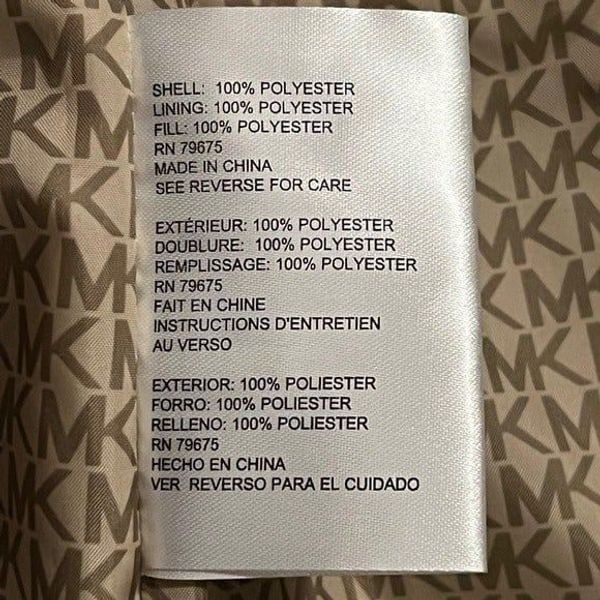 SHELL: 100% POLYESTER
LINING: 100% POLYESTER
FILL: 100% POLYESTER
RN 79675
MADE IN CHINA
SEE REVERSE FOR CARE
EXTÉRIEUR: 100% POLYESTER
DOUBLURE: 100% POLYESTER
REMPLISSAGE: 100% POLYESTER
RN 79675
FAIT EN CHINE
INSTRUCTIONS D'ENTRETIEN
AU VERSO
EXTERIOR: 100% POLIESTER
FORRO: 100% POLIESTER
RELLENO: 100% POLIESTER
RN 79675
HECHO EN CHINA
VER REVERSO PARA EL CUIDADO